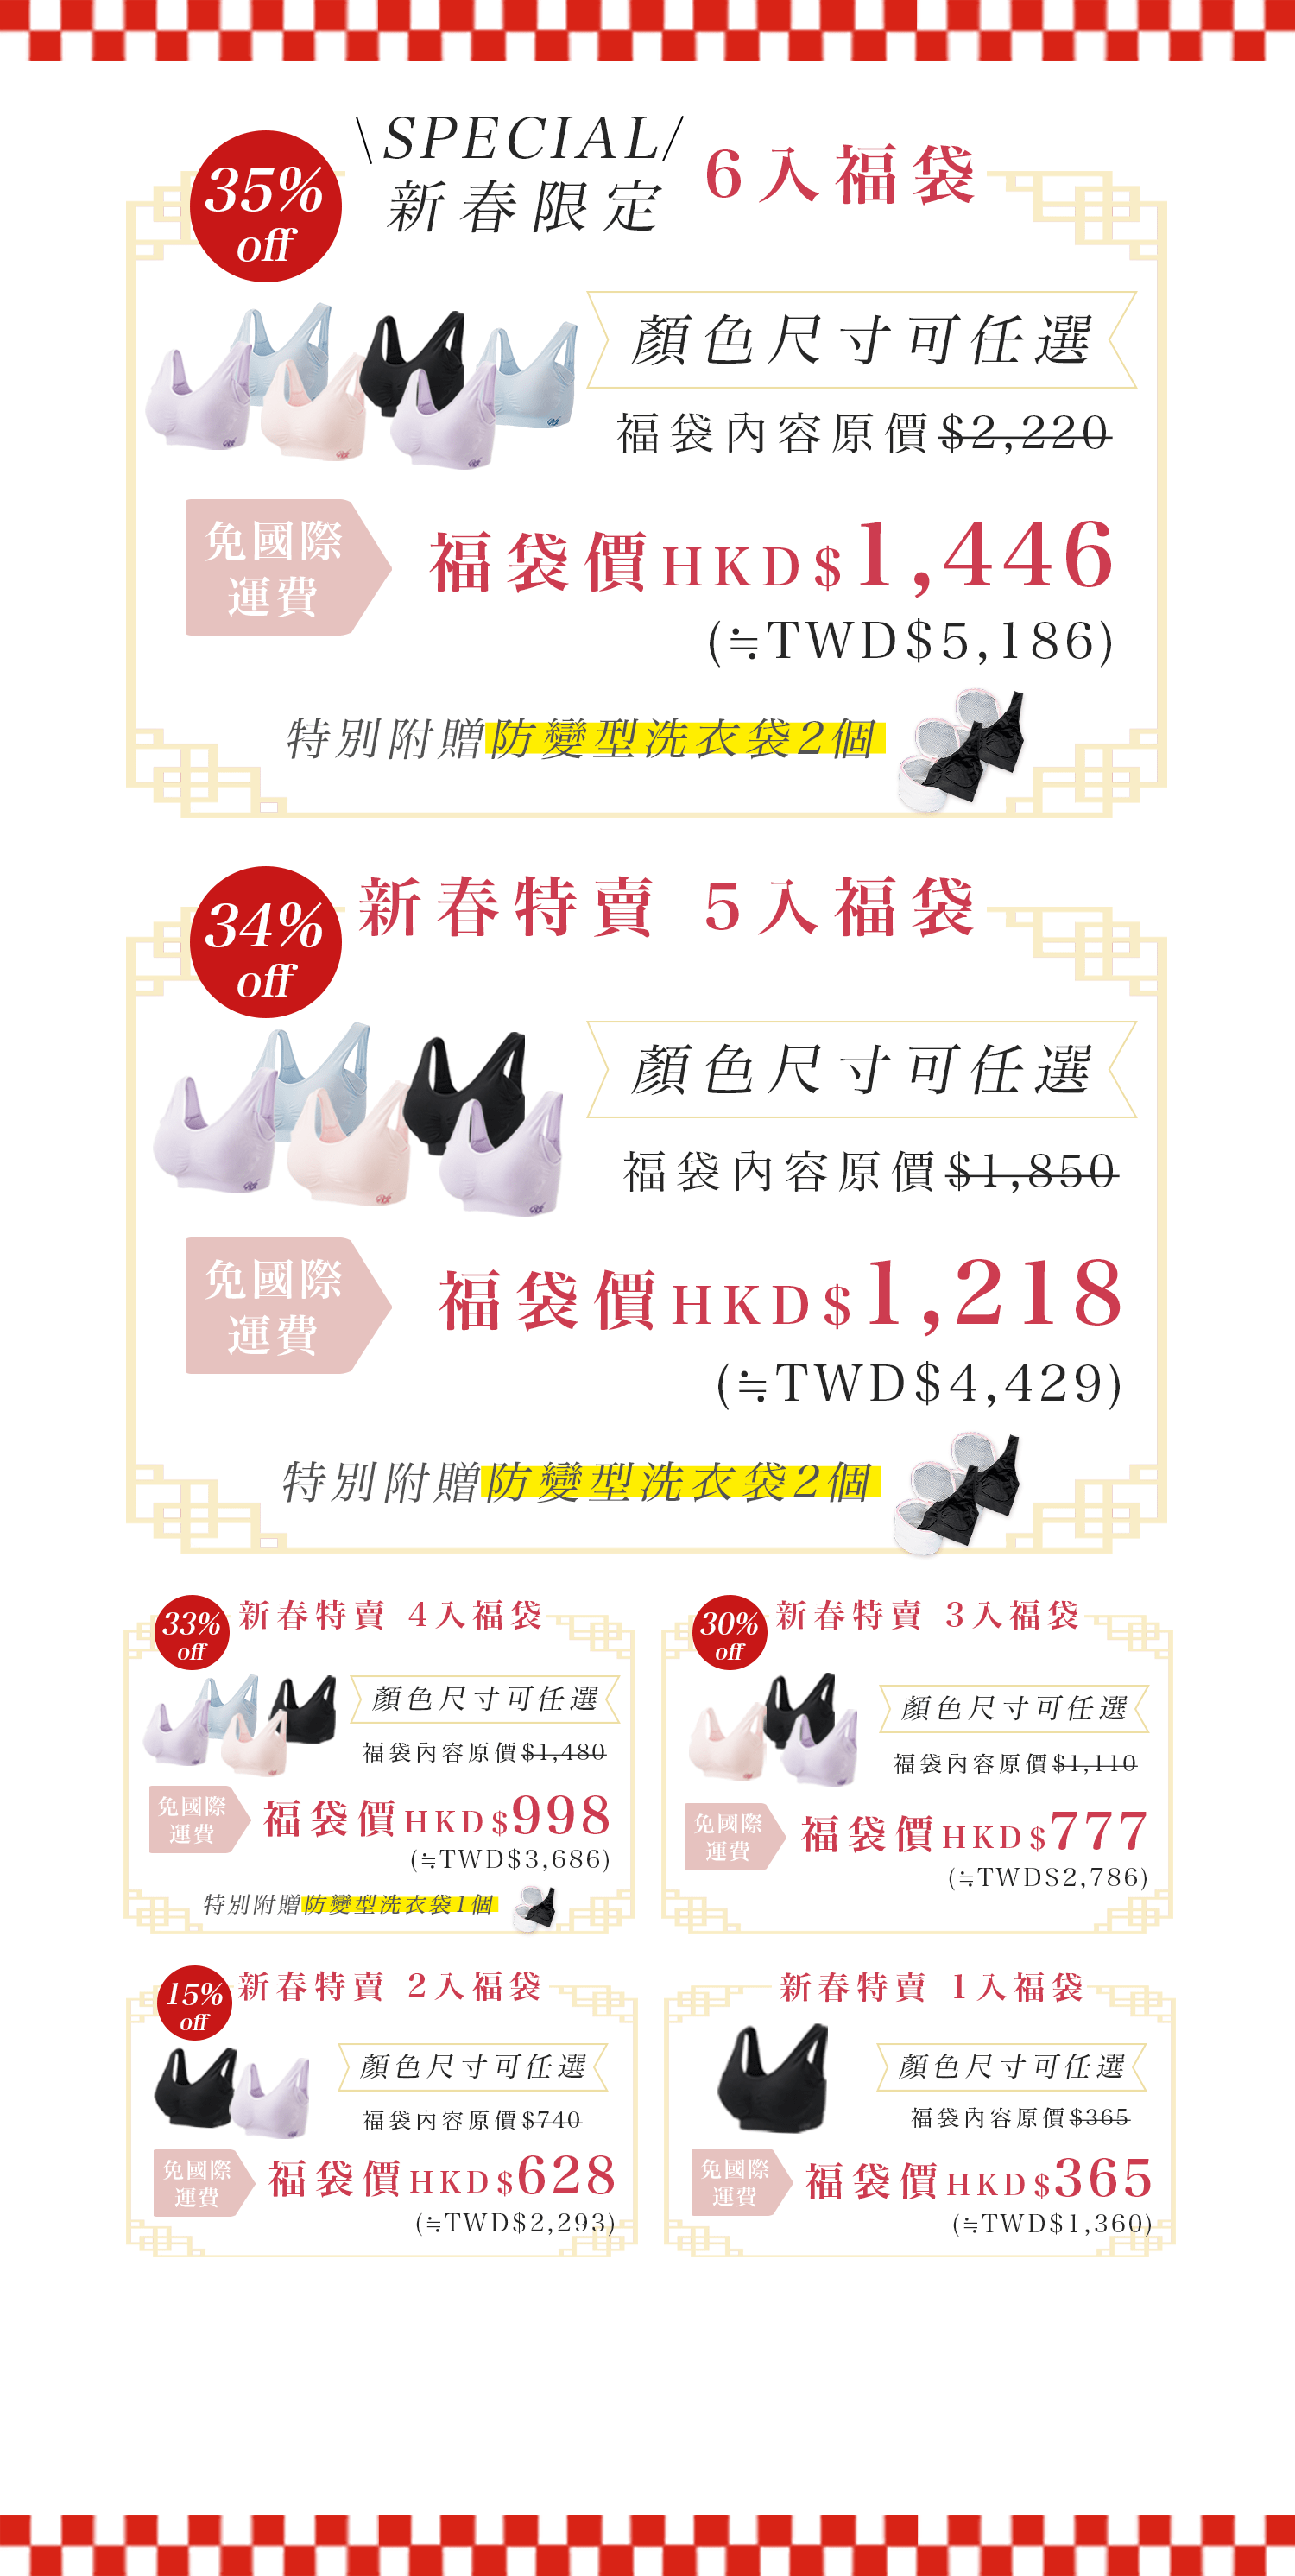 35%
off
\SPECIAL/
新春限定
6入福袋
顏色尺寸可任選
福袋內容原價$2,220
免國際
運費
福袋價HKD$1,446
(≒TWD$5,186)
特別附贈防變型洗衣袋2個
34%
off
新春特賣 5入福袋
顏色尺寸可任選
福袋內容原價$1,850
免國際
運費
福袋價HKD$1,218
(≒TWD$4,429)
特別附贈防變型洗衣袋2個
33%
off
新春特賣 4入福袋
顏色尺寸可任選
福袋內容原價$1,480
免國際
運費
福袋價HKD$998
(≒TWD$3,686)
特別附贈防變型洗衣袋1個
30%
off
新春特賣 3入福袋
顏色尺寸可任選
福袋內容原價$1,110
免國際
運費
福袋價HKD$777
(≒TWD$2,786)
15%
off
新春特賣 2入福袋
顏色尺寸可任選
福袋內容原價$740
免國際
運費
福袋價HKD$628
(≒TWD$2,293)
新春特賣 1入福袋
顏色尺寸可任選
福袋內容原價$365
免國際
運費
福袋價HKD$365
(≒TWD$1,360)